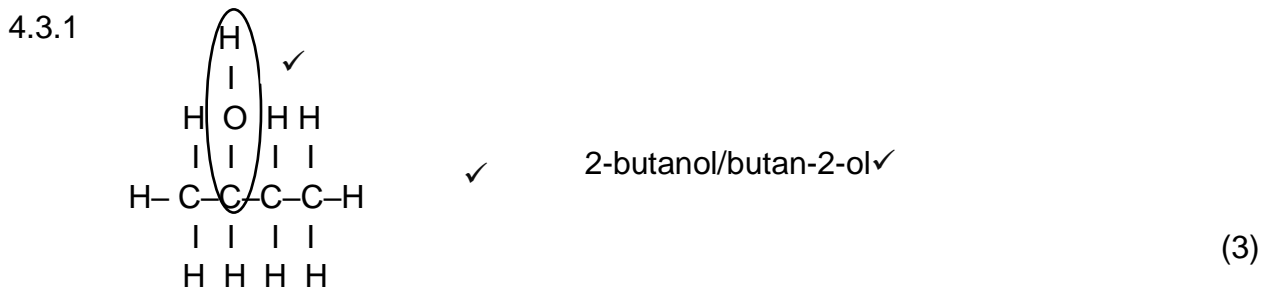 4.3.1
H
I ✓
H O H H
I I I I
H– C–C–C–C–H ✓ 2-butanol/butan-2-ol✓
I I I I
H H H H
(3)